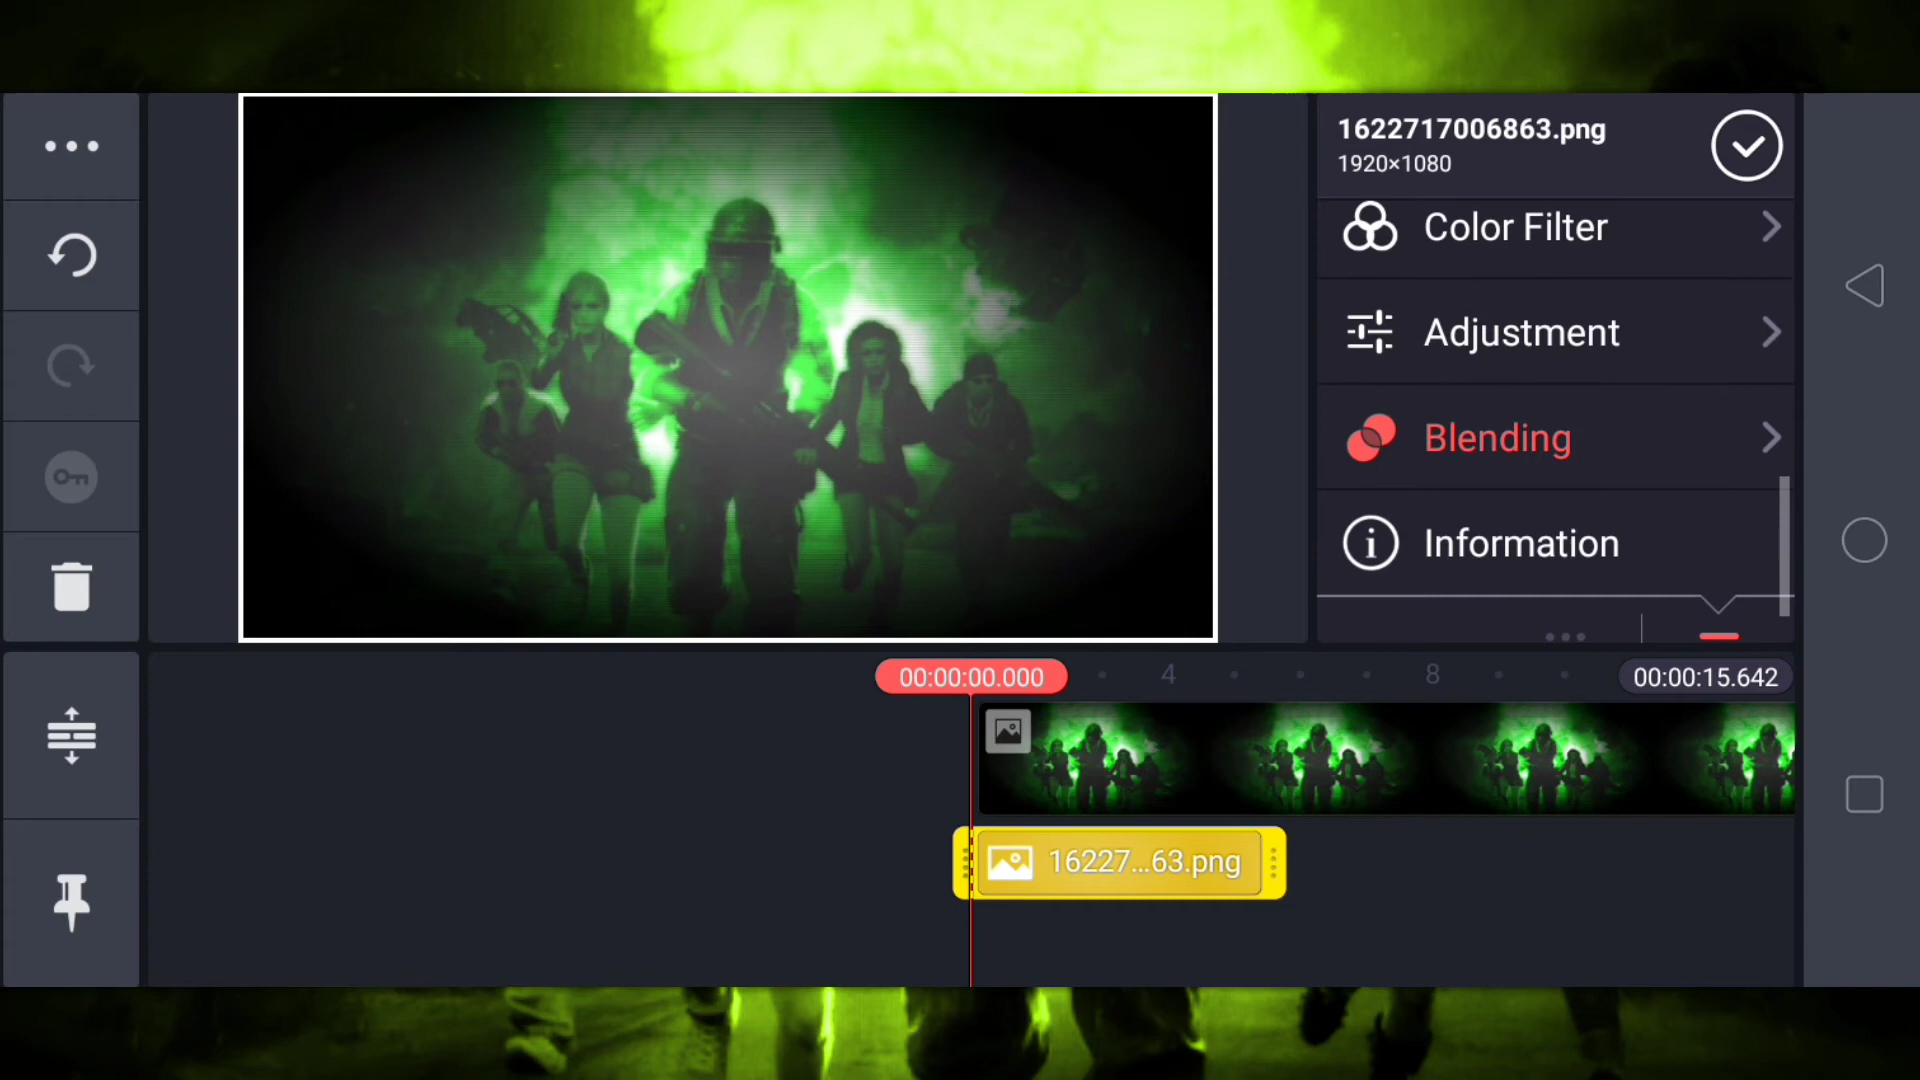 1622717006863.png
1920×1080
Color Filter
Adjustment
Blending
Information
00:00:00.000
4
8
00:00:15.642
16227...63.png